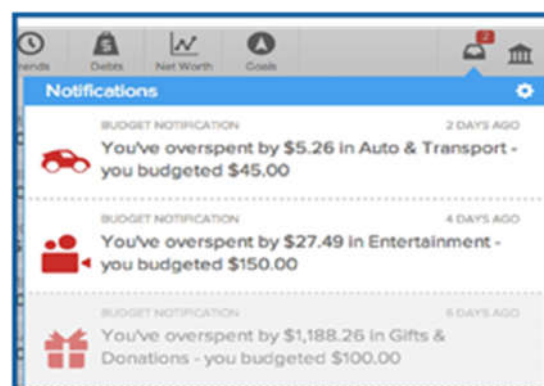 ends Debts Net Worth Goals 2
Notifications
BUDGET NOTIFICATION 2 DAYS AGO
You've overspent by $5.26 in Auto & Transport -
you budgeted $45.00
BUDGET NOTIFICATION 4 DAYS AGO
You've overspent by $27.49 in Entertainment -
you budgeted $150.00
BUDGET NOTIFICATION 6 DAYS AGO
You've overspent by $1,188.26 in Gifts &
Donations - you budgeted $100.00